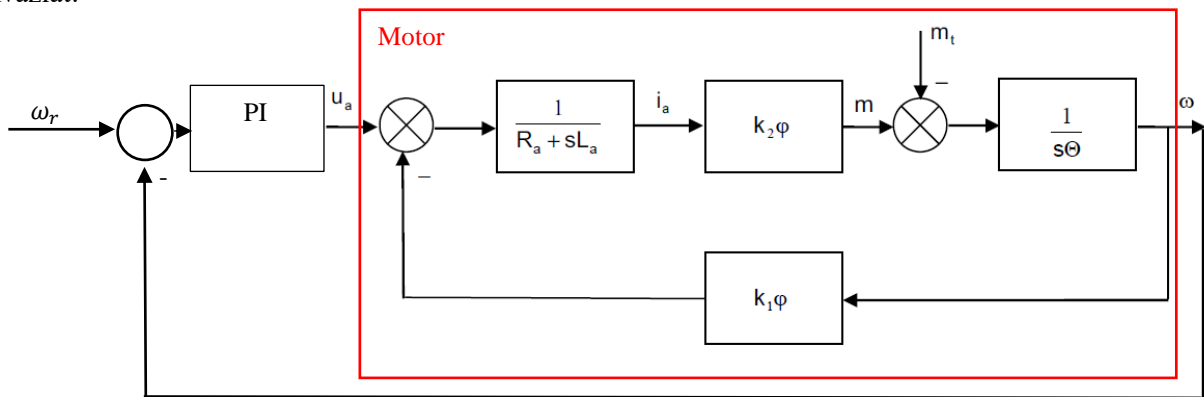 Motor
m_t
ω_r
PI
u_a
1
R_a + sL_a
i_a
k_2φ
m
1
sΘ
ω
k_1φ
-
−
−